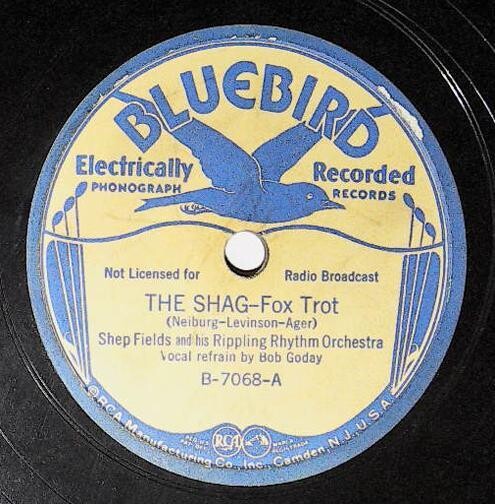 BLUEBIRD
Electrically Recorded
PHONOGRAPH RECORDS
Not Licensed for Radio Broadcast
THE SHAG-Fox Trot
(Neiburg-Levinson-Ager)
Shep Fields and his Rippling Rhythm Orchestra
Vocal refrain by Bob Goday
B-7068-A
RCA
©RCA Manufacturing Co., Inc., Camden, N.J., U.S.A.